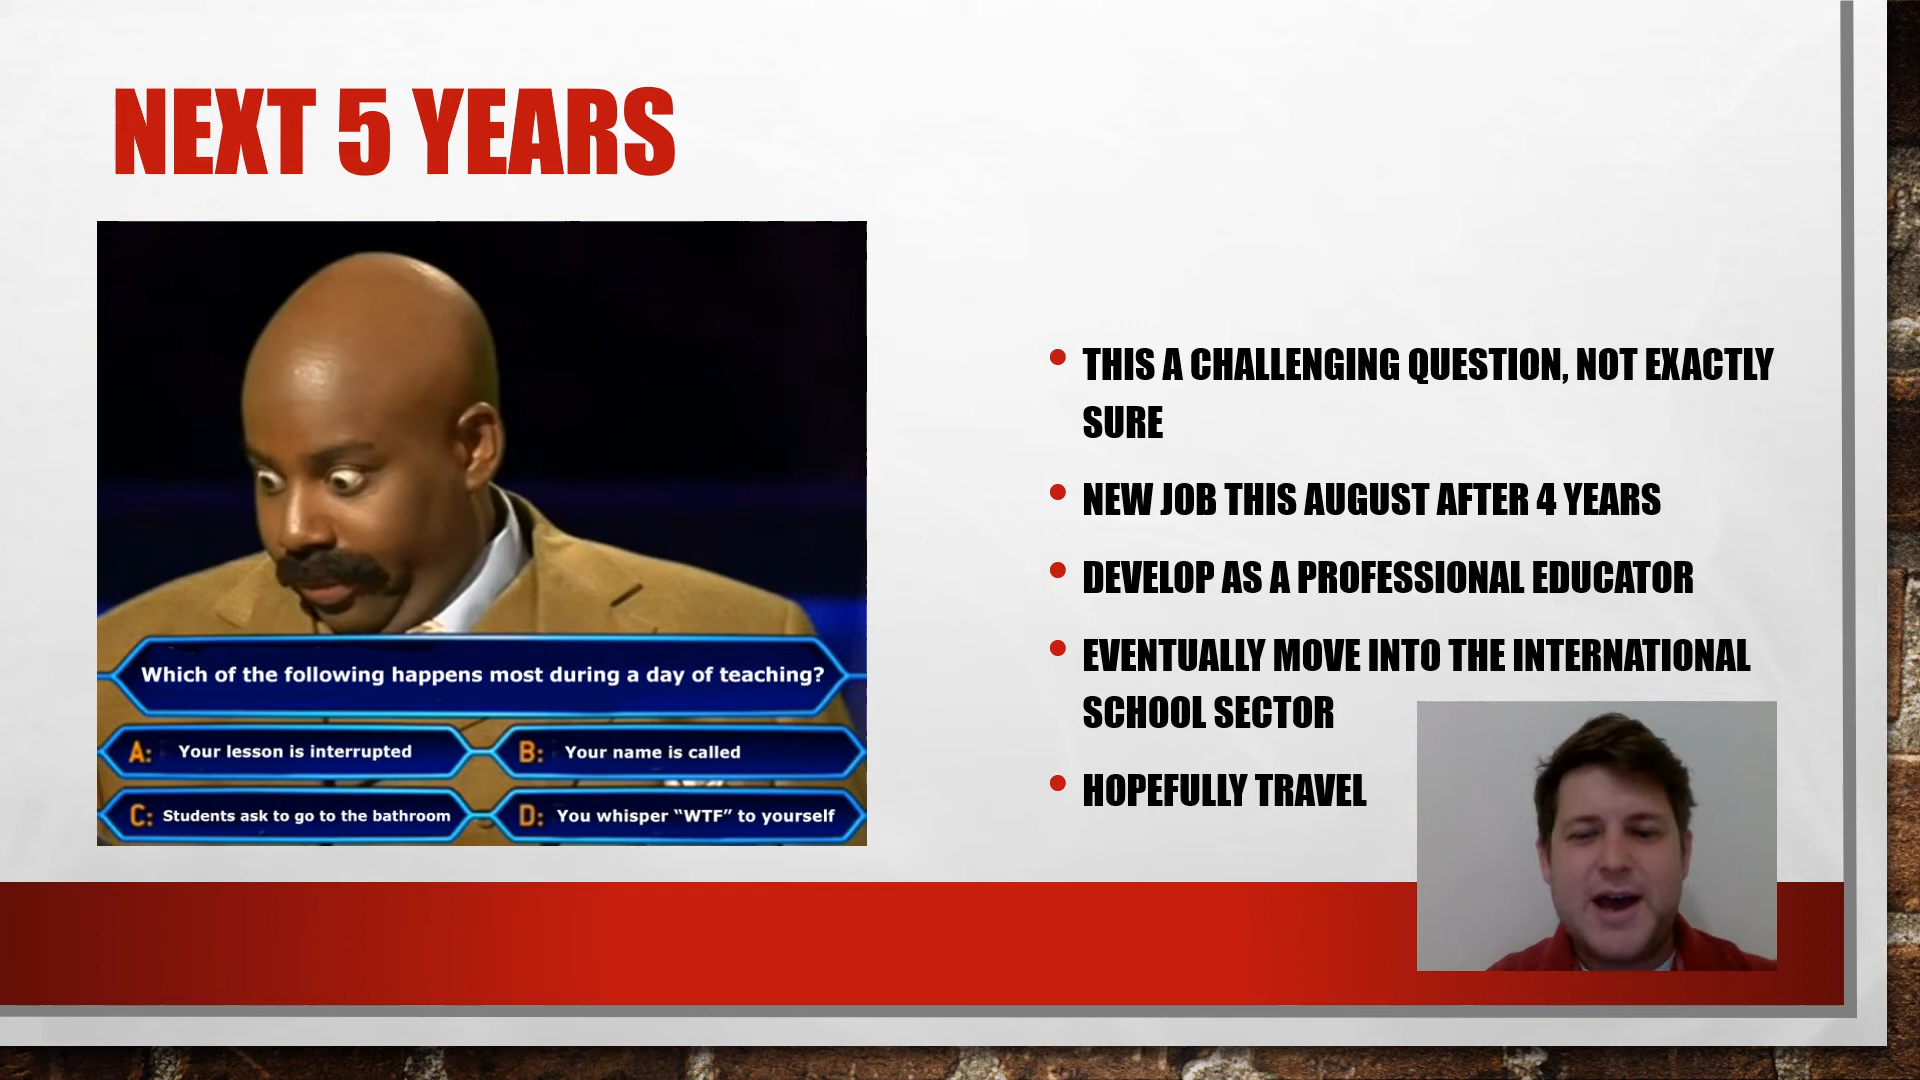 NEXT 5 YEARS
Which of the following happens most during a day of teaching?
A: Your lesson is interrupted
B: Your name is called
C: Students ask to go to the bathroom
D: You whisper “WTF” to yourself
• THIS A CHALLENGING QUESTION, NOT EXACTLY
SURE
• NEW JOB THIS AUGUST AFTER 4 YEARS
• DEVELOP AS A PROFESSIONAL EDUCATOR
• EVENTUALLY MOVE INTO THE INTERNATIONAL
SCHOOL SECTOR
• HOPEFULLY TRAVEL